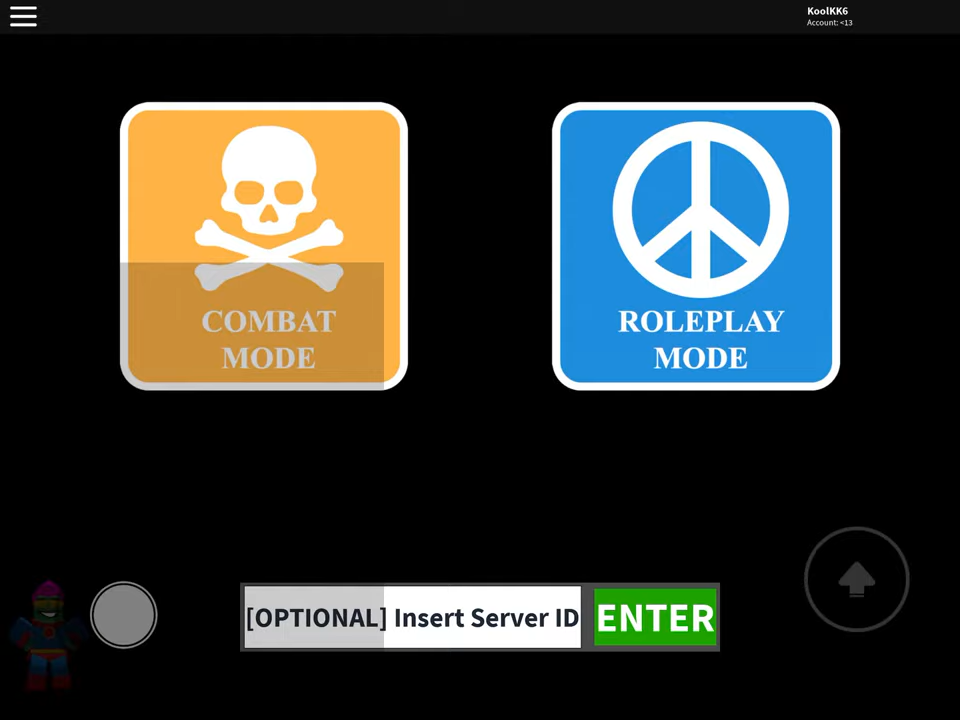 KoolKK6
Account: <13
COMBAT
MODE
ROLEPLAY
MODE
[OPTIONAL] Insert Server ID
ENTER